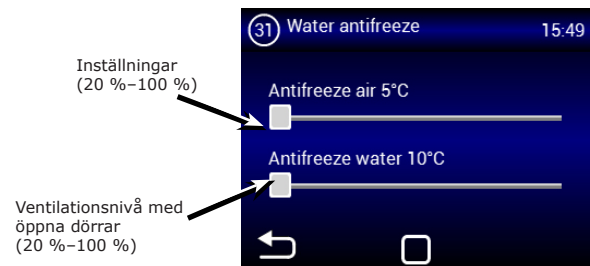 31 Water antifreeze 15:49
Inställningar
(20 %–100 %)
Antifreeze air 5°C
Antifreeze water 10°C
Ventilationsnivå med
öppna dörrar
(20 %–100 %)